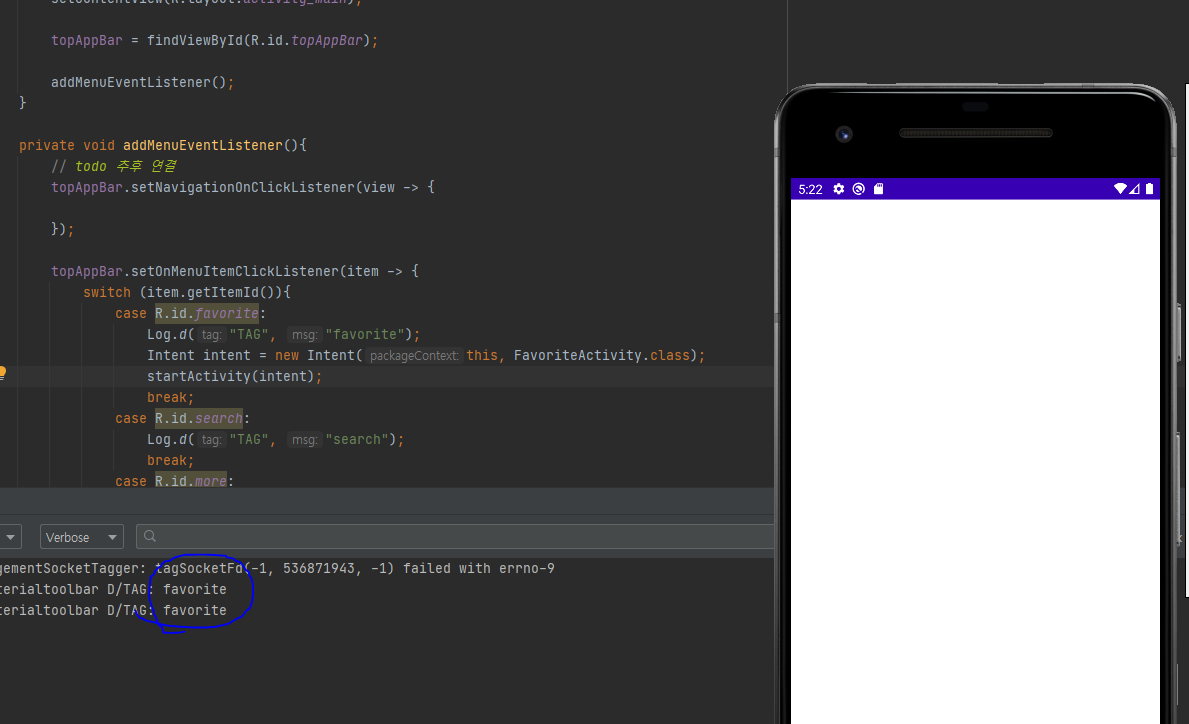 setContentView(R.layout.activity_main);
topAppBar = findViewById(R.id.topAppBar);
addMenuEventListener();
}
private void addMenuEventListener(){
// todo 추후 연결
topAppBar.setNavigationOnClickListener(view -> {
});
topAppBar.setOnMenuItemClickListener(item -> {
switch (item.getItemId()){
case R.id.favorite:
Log.d( tag: "TAG", msg: "favorite");
Intent intent = new Intent( packageContext: this, FavoriteActivity.class);
startActivity(intent);
break;
case R.id.search:
Log.d( tag: "TAG", msg: "search");
break;
case R.id.more:
5:22
Verbose
gementSocketTagger: tagSocketFd(-1, 536871943, -1) failed with errno-9
terialtoolbar D/TAG: favorite
terialtoolbar D/TAG: favorite